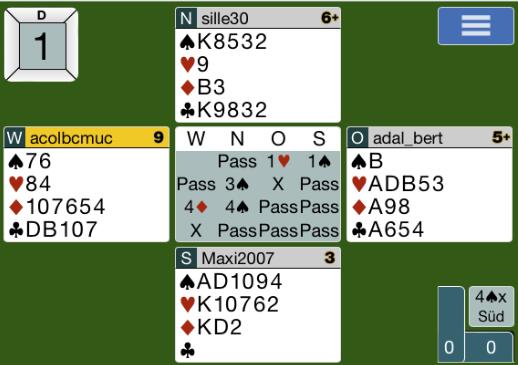 D
1
N sille30 6+
♠K8532
♥9
♦B3
♣K9832
W acolbcmuc 9
♠76
♥84
♦107654
♣DB107
W N O S
Pass 1♥ 1♠
Pass 3♠ X Pass
4♦ 4♠ Pass Pass
X Pass Pass Pass
O adal_bert 5+
♠B
♥ADB53
♦A98
♣A654
S Maxi2007 3
♠AD1094
♥K10762
♦KD2
♣
4♠x
Süd
0 0